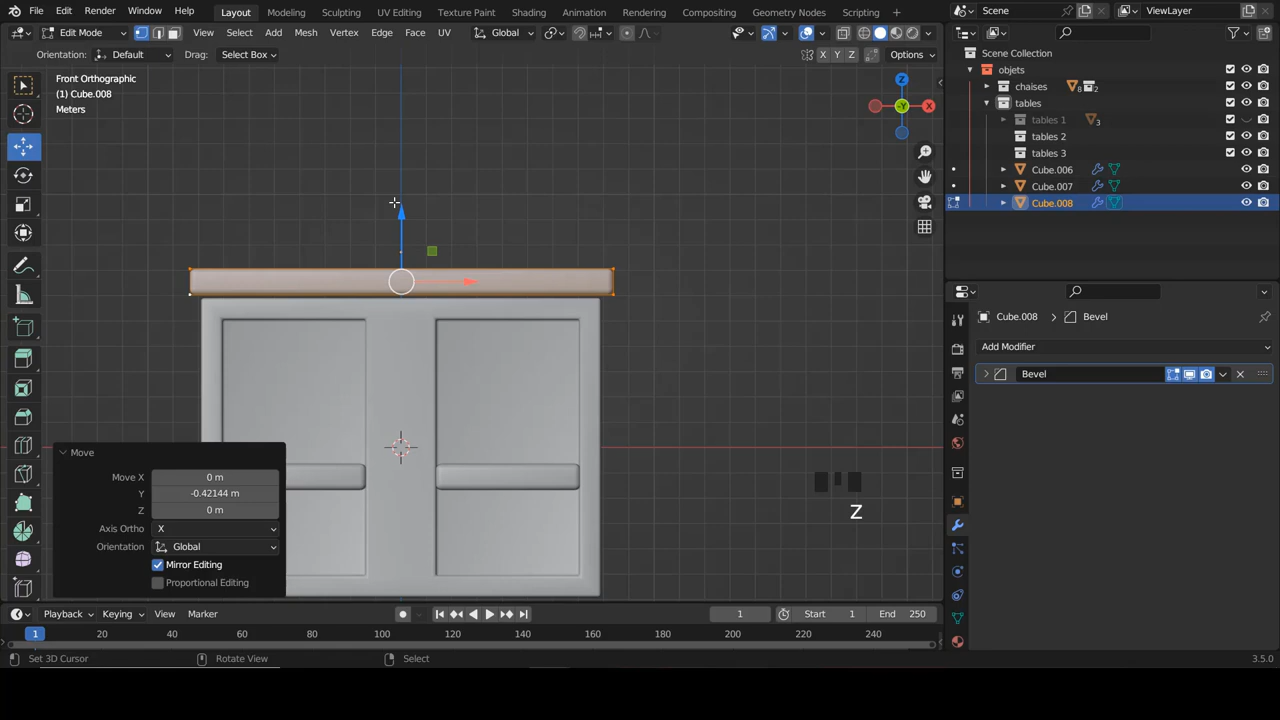 File Edit Render Window Help Layout Modeling Sculpting UV Editing Texture Paint Shading Animation Rendering Compositing Geometry Nodes Scripting Scene ViewLayer
Edit Mode View Select Add Mesh Vertex Edge Face UV Global
Orientation: Default Drag: Select Box X Y Z Options
Front Orthographic
(1) Cube.008
Meters
Z
X
-Y
Scene Collection
objets
chaises 8 2
tables
tables 1 3
tables 2
tables 3
Cube.006
Cube.007
Cube.008
Cube.008 Bevel
Add Modifier
Bevel
Move
Move X 0 m
Y -0.42144 m
Z 0 m
Axis Ortho X
Orientation Global
Mirror Editing
Proportional Editing
Z
Playback Keying View Marker 1 Start 1 End 250
1 20 40 60 80 100 120 140 160 180 200 220 240
Set 3D Cursor Rotate View Select 3.5.0